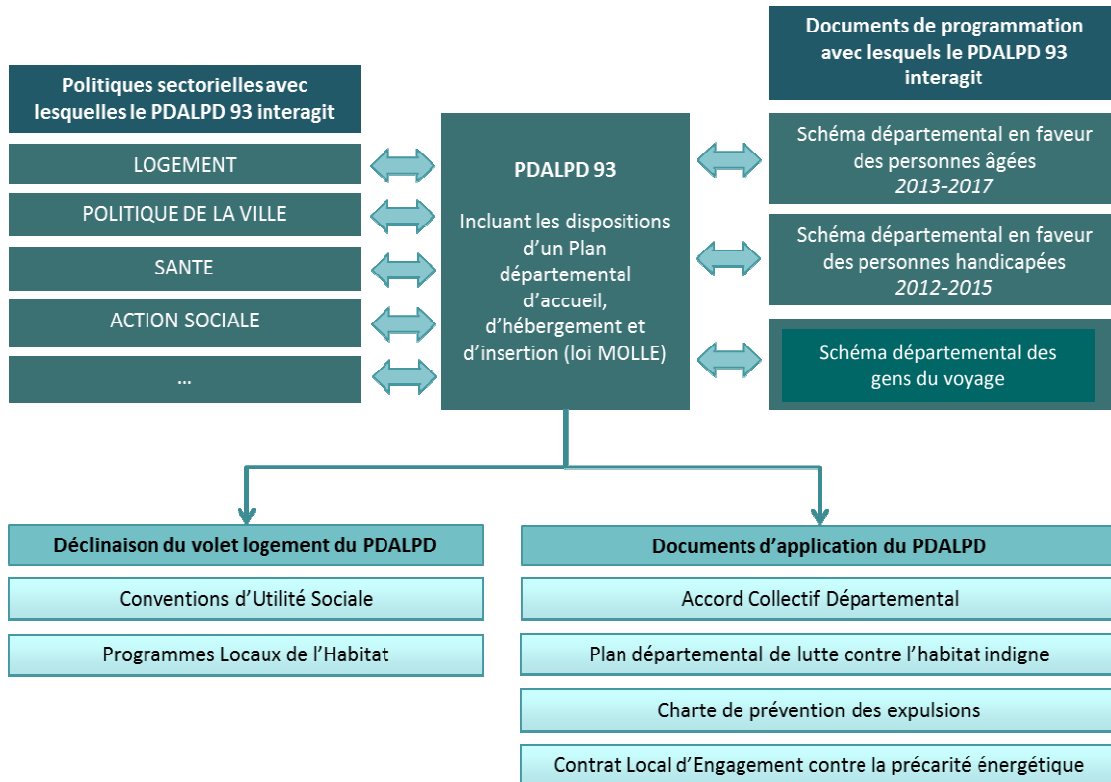 Politiques sectorielles avec
lesquelles le PDALPD 93 interagit
LOGEMENT
POLITIQUE DE LA VILLE
SANTE
ACTION SOCIALE
...
PDALPD 93
Incluant les dispositions
d'un Plan
départemental
d'accueil,
d'hébergement et
d'insertion (loi MOLLE)
Documents de programmation
avec lesquels le PDALPD 93
interagit
Schéma départemental en faveur
des personnes âgées
2013-2017
Schéma départemental en faveur
des personnes handicapées
2012-2015
Schéma départemental des
gens du voyage
Déclinaison du volet logement du PDALPD
Conventions d'Utilité Sociale
Programmes Locaux de l'Habitat
Documents d'application du PDALPD
Accord Collectif Départemental
Plan départemental de lutte contre l'habitat indigne
Charte de prévention des expulsions
Contrat Local d'Engagement contre la précarité énergétique